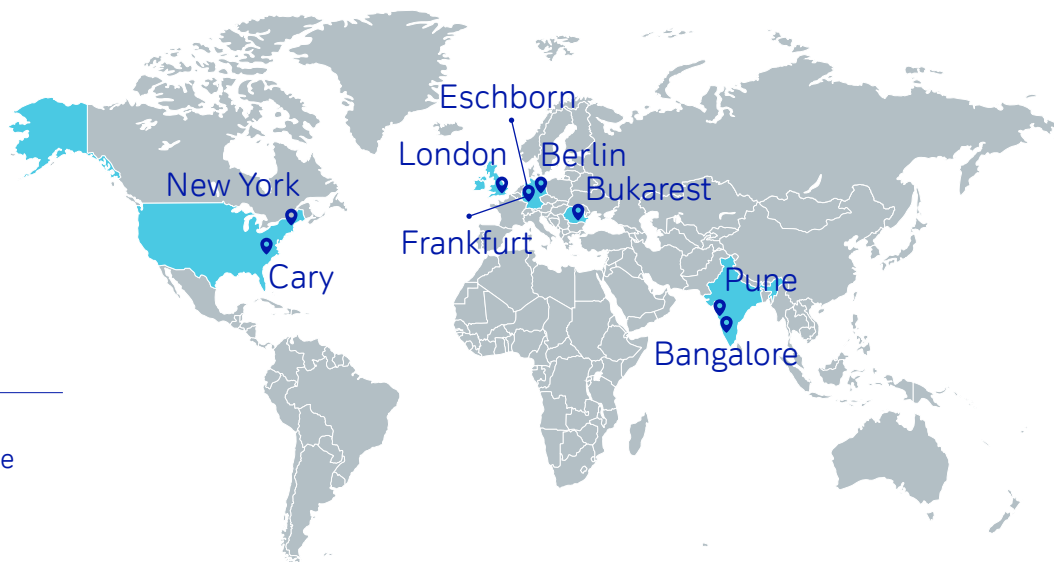 Eschborn
London
Berlin
New York
Bukarest
Frankfurt
Cary
Pune
Bangalore
e